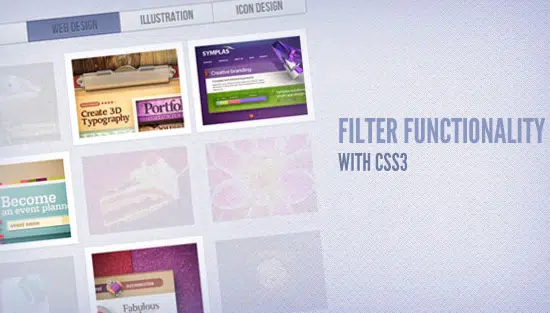 WEB DESIGN
ILLUSTRATION
ICON DESIGN
SYMPLAS
Creative branding
Create 3D
Typography
Portfo
FILTER FUNCTIONALITY
WITH CSS3
Become
an event planne
Fabulous